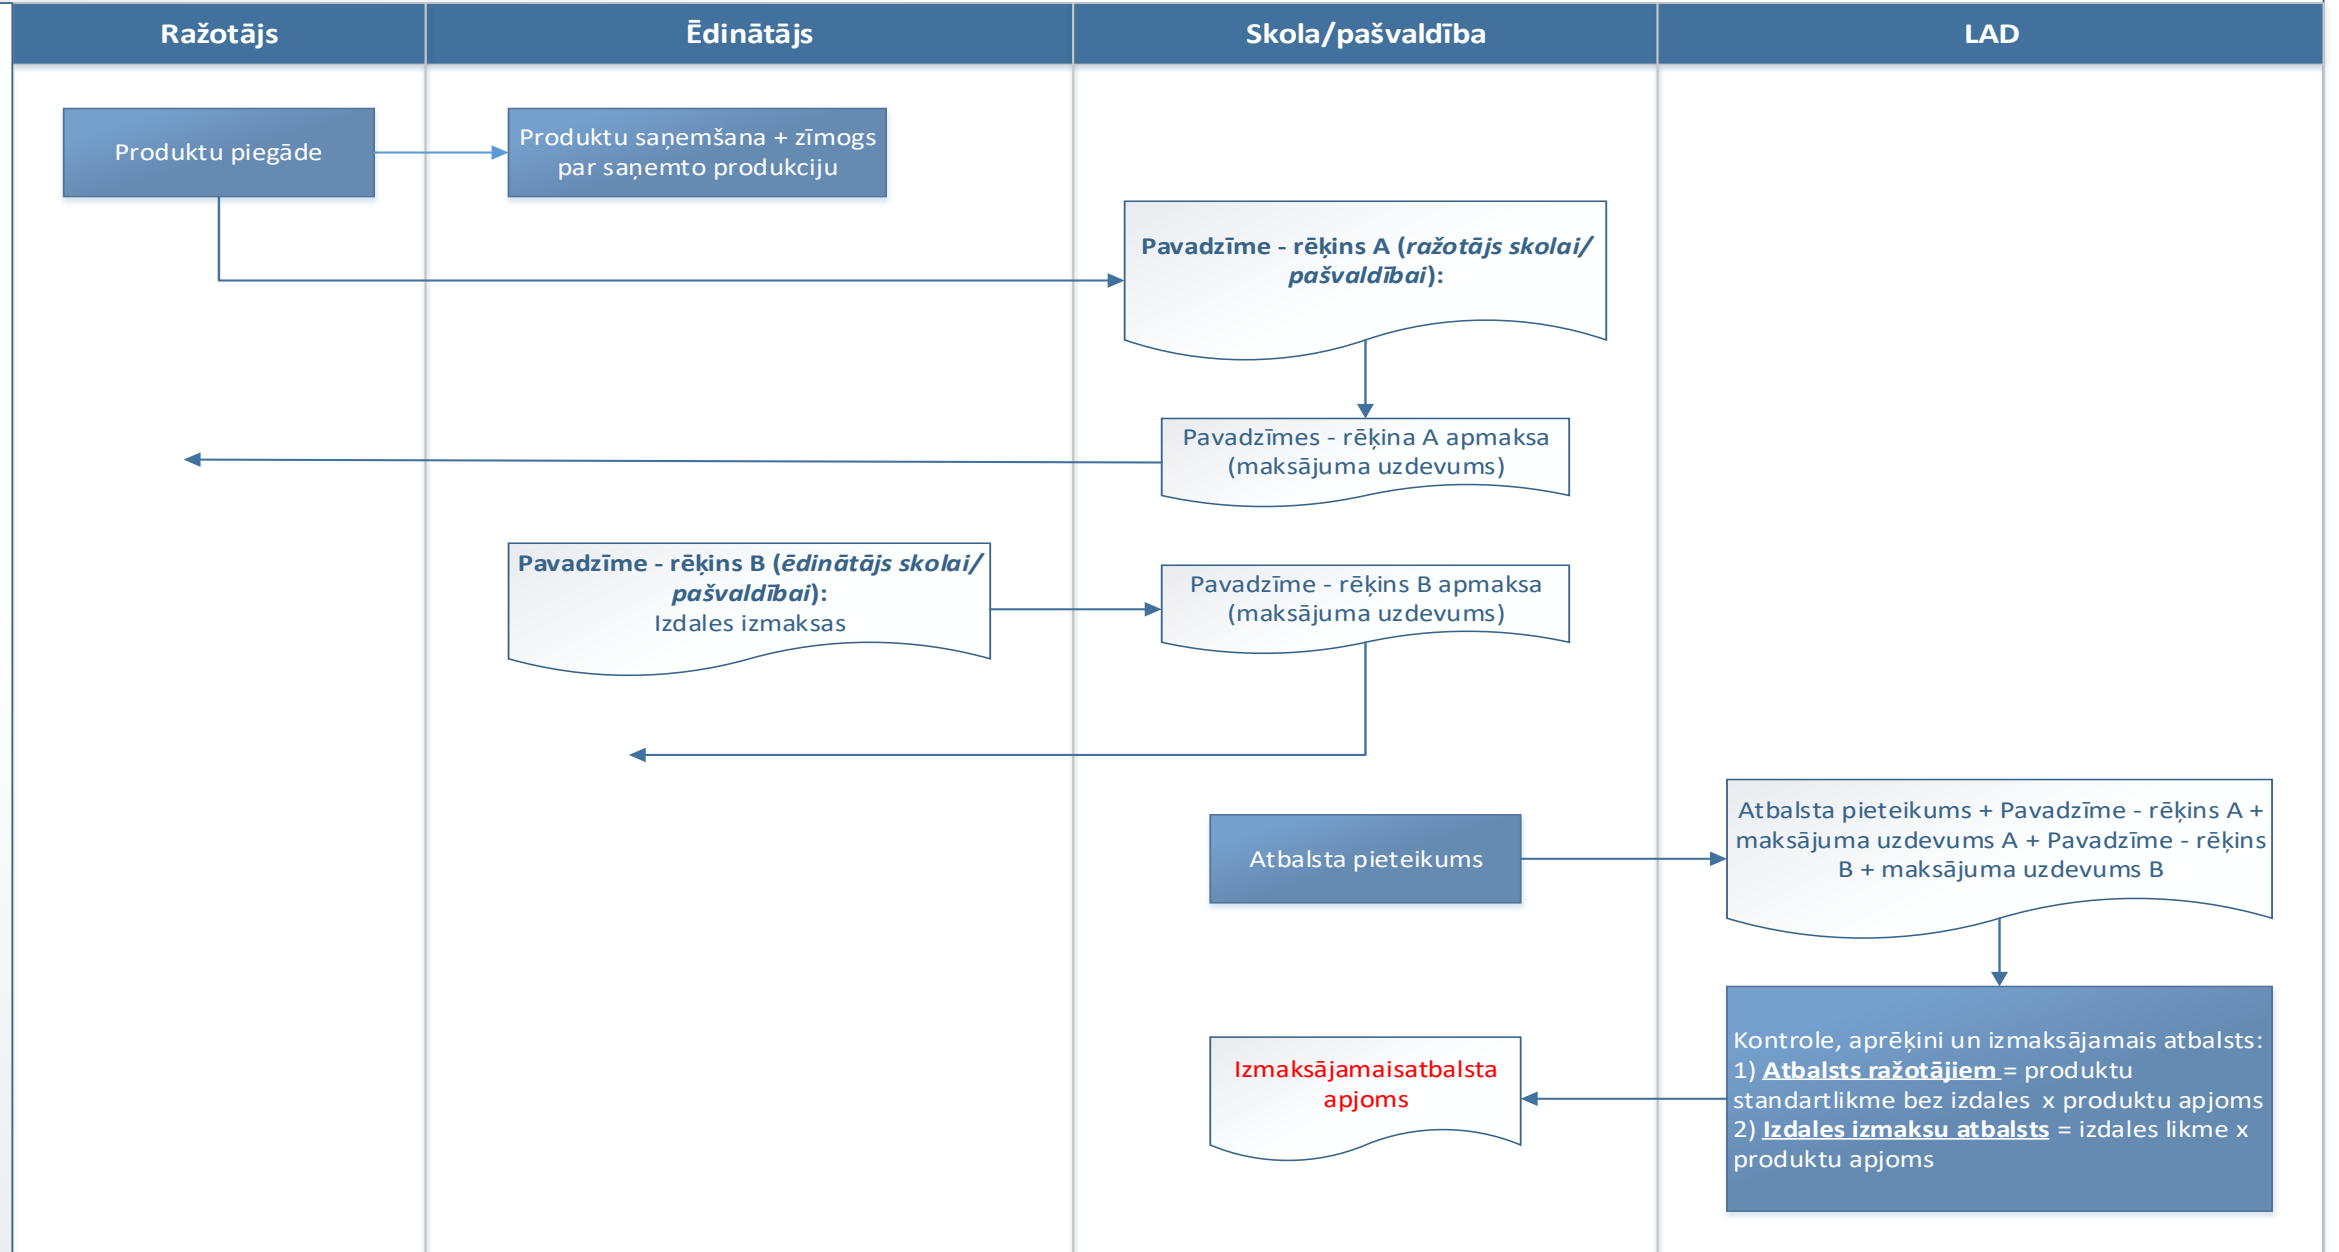 Ražotājs
Ēdinātājs
Skola/pašvaldība
LAD
Produktu piegāde
Produktu saņemšana + zīmogs
par saņemto produkciju
Pavadzīme - rēķins A (ražotājs skolai/
pašvaldībai):
Pavadzīmes - rēķina A apmaksa
(maksājuma uzdevums)
Pavadzīme - rēķins B (ēdinātājs skolai/
pašvaldībai):
Izdales izmaksas
Pavadzīme - rēķins B apmaksa
(maksājuma uzdevums)
Atbalsta pieteikums
Atbalsta pieteikums + Pavadzīme - rēķins A +
maksājuma uzdevums A + Pavadzīme - rēķins
B + maksājuma uzdevums B
Izmaksājamaisatbalsta
apjoms
Kontrole, aprēķini un izmaksājamais atbalsts:
1) Atbalsts ražotājiem = produktu
standartlikme bez izdales x produktu apjoms
2) Izdales izmaksu atbalsts = izdales likme x
produktu apjoms